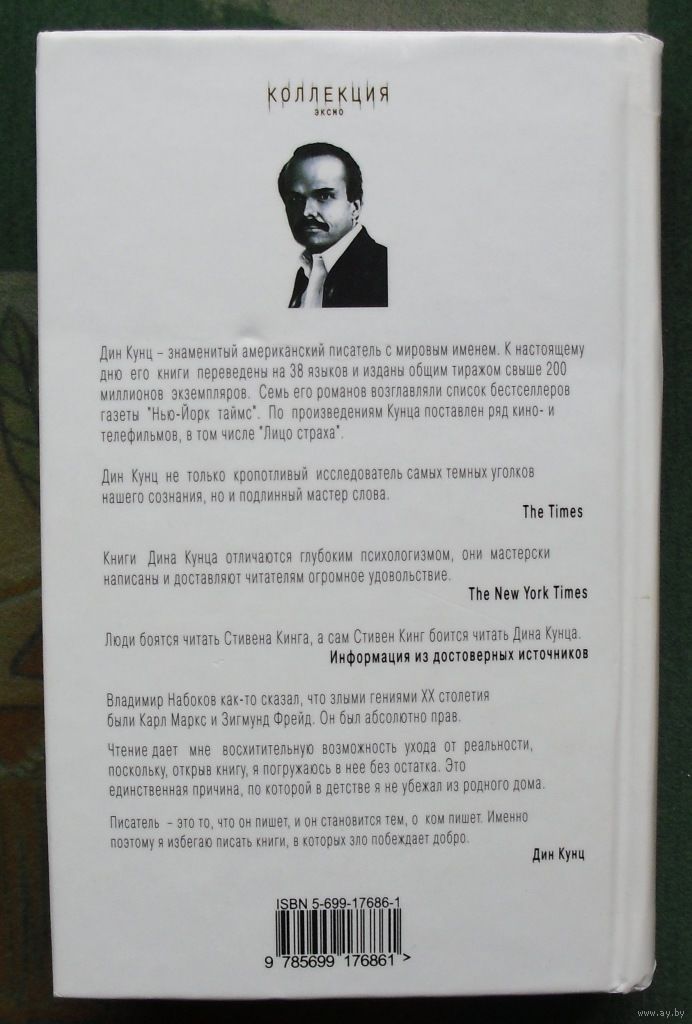 КОЛЛЕКЦИЯ
ЭКСМО
Дин Кунц – знаменитый американский писатель с мировым именем. К настоящему
дню его книги переведены на 38 языков и изданы общим тиражом свыше 200
миллионов экземпляров. Семь его романов возглавляли список бестселлеров
газеты "Нью-Йорк таймс". По произведениям Кунца поставлен ряд кино- и
телефильмов, в том числе "Лицо страха".
Дин Кунц не только кропотливый исследователь самых темных уголков
нашего сознания, но и подлинный мастер слова.
The Times
Книги Дина Кунца отличаются глубоким психологизмом, они мастерски
написаны и доставляют читателям огромное удовольствие.
The New York Times
Люди боятся читать Стивена Кинга, а сам Стивен Кинг боится читать Дина Кунца.
Информация из достоверных источников
Владимир Набоков как-то сказал, что злыми гениями XX столетия
были Карл Маркс и Зигмунд Фрейд. Он был абсолютно прав.
Чтение дает мне восхитительную возможность ухода от реальности,
поскольку, открыв книгу, я погружаюсь в нее без остатка. Это
единственная причина, по которой в детстве я не убежал из родного дома.
Писатель – это то, что он пишет, и он становится тем, о ком пишет. Именно
поэтому я избегаю писать книги, в которых зло побеждает добро.
Дин Кунц
ISBN 5-699-17686-1
9 785699 176861 >
www.ay.by